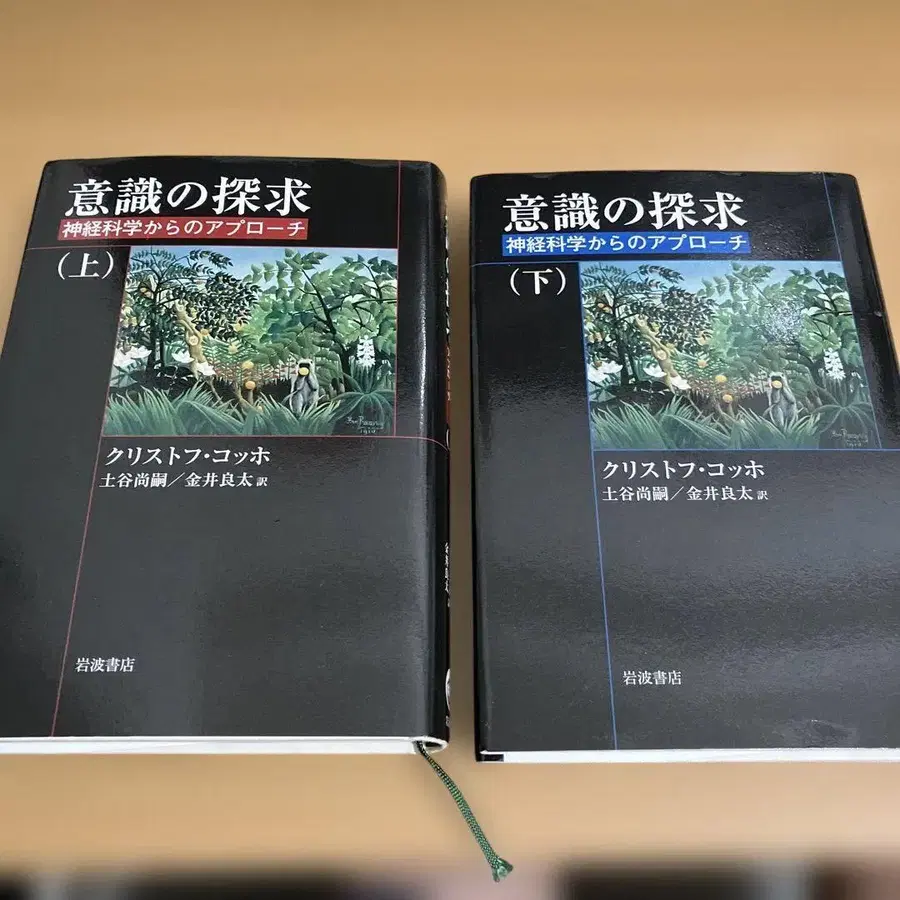 意識の探求
神経科学からのアプローチ
（上）
クリストフ・コッホ
土谷尚嗣／金井良太 訳
岩波書店
意識の探求
神経科学からのアプローチ
（下）
クリストフ・コッホ
土谷尚嗣／金井良太 訳
岩波書店